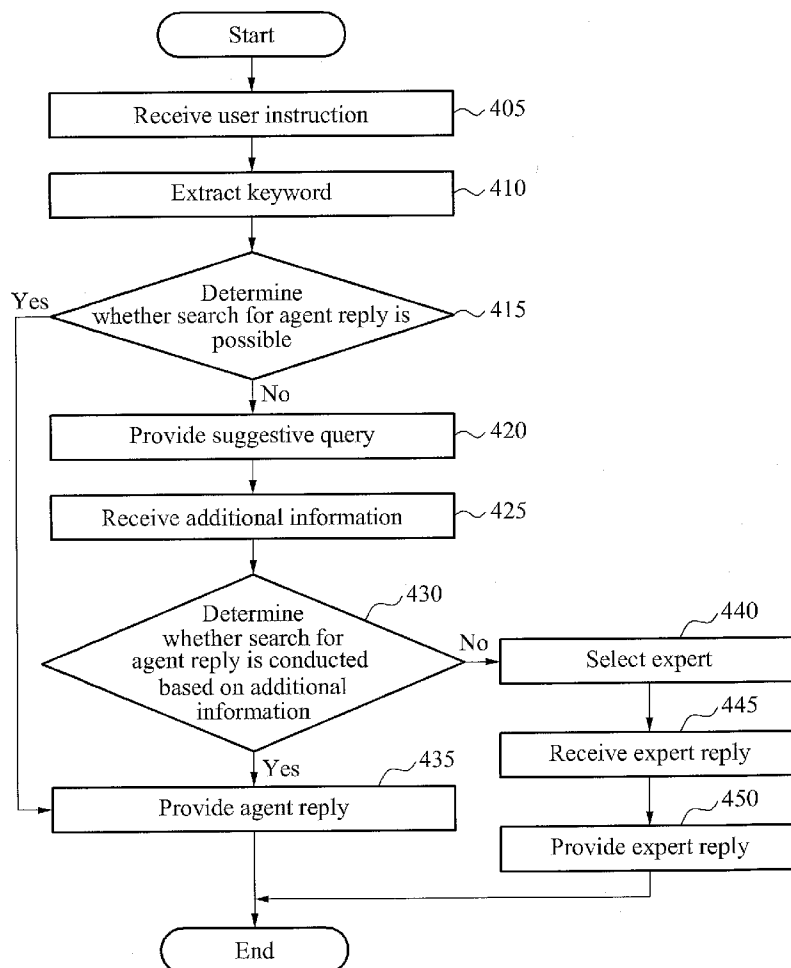 Start
Receive user instruction
405
Extract keyword
410
Yes
Determine
whether search for agent reply is
possible
415
No
Provide suggestive query
420
Receive additional information
425
Determine
whether search for
agent reply is conducted
based on additional
information
430
No
440
Select expert
445
Receive expert reply
Yes
435
Provide agent reply
450
Provide expert reply
End